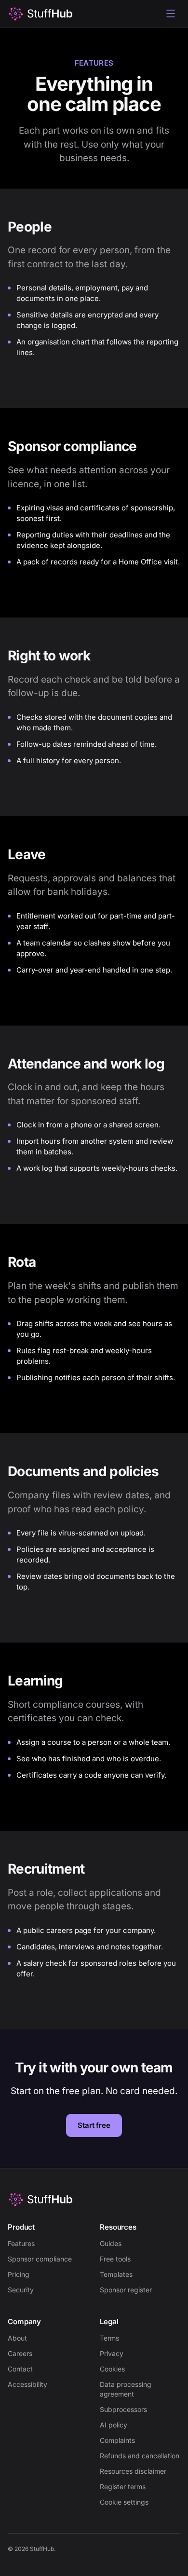 StuffHub
FEATURES
Everything in
one calm place
Each part works on its own and fits
with the rest. Use only what your
business needs.
People
One record for every person, from the
first contract to the last day.
Personal details, employment, pay and
documents in one place.
Sensitive details are encrypted and every
change is logged.
An organisation chart that follows the reporting
lines.
Sponsor compliance
See what needs attention across your
licence, in one list.
Expiring visas and certificates of sponsorship,
soonest first.
Reporting duties with their deadlines and the
evidence kept alongside.
A pack of records ready for a Home Office visit.
Right to work
Record each check and be told before a
follow-up is due.
Checks stored with the document copies and
who made them.
Follow-up dates reminded ahead of time.
A full history for every person.
Leave
Requests, approvals and balances that
allow for bank holidays.
Entitlement worked out for part-time and part-
year staff.
A team calendar so clashes show before you
approve.
Carry-over and year-end handled in one step.
Attendance and work log
Clock in and out, and keep the hours
that matter for sponsored staff.
Clock in from a phone or a shared screen.
Import hours from another system and review
them in batches.
A work log that supports weekly-hours checks.
Rota
Plan the week's shifts and publish them
to the people working them.
Drag shifts across the week and see hours as
you go.
Rules flag rest-break and weekly-hours
problems.
Publishing notifies each person of their shifts.
Documents and policies
Company files with review dates, and
proof who has read each policy.
Every file is virus-scanned on upload.
Policies are assigned and acceptance is
recorded.
Review dates bring old documents back to the
top.
Learning
Short compliance courses, with
certificates you can check.
Assign a course to a person or a whole team.
See who has finished and who is overdue.
Certificates carry a code anyone can verify.
Recruitment
Post a role, collect applications and
move people through stages.
A public careers page for your company.
Candidates, interviews and notes together.
A salary check for sponsored roles before you
offer.
Try it with your own team
Start on the free plan. No card needed.
Start free
StuffHub
Product
Features
Sponsor compliance
Pricing
Security
Resources
Guides
Free tools
Templates
Sponsor register
Company
About
Careers
Contact
Accessibility
Legal
Terms
Privacy
Cookies
Data processing
agreement
Subprocessors
AI policy
Complaints
Refunds and cancellation
Resources disclaimer
Register terms
Cookie settings
© 2026 StuffHub.